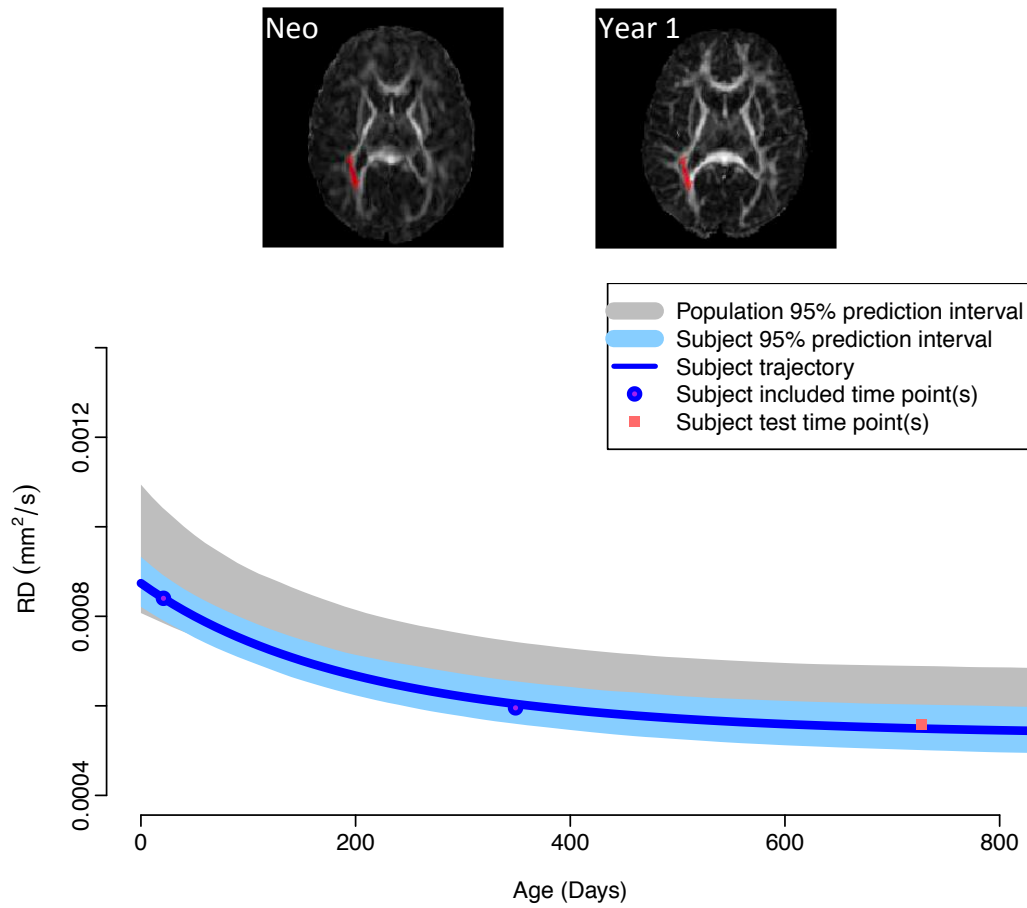 Neo
Year 1
Population 95% prediction interval
Subject 95% prediction interval
Subject trajectory
Subject included time point(s)
Subject test time point(s)
0.0012
0.0008
0.0004
RD (mm²/s)
0 200 400 600 800
Age (Days)